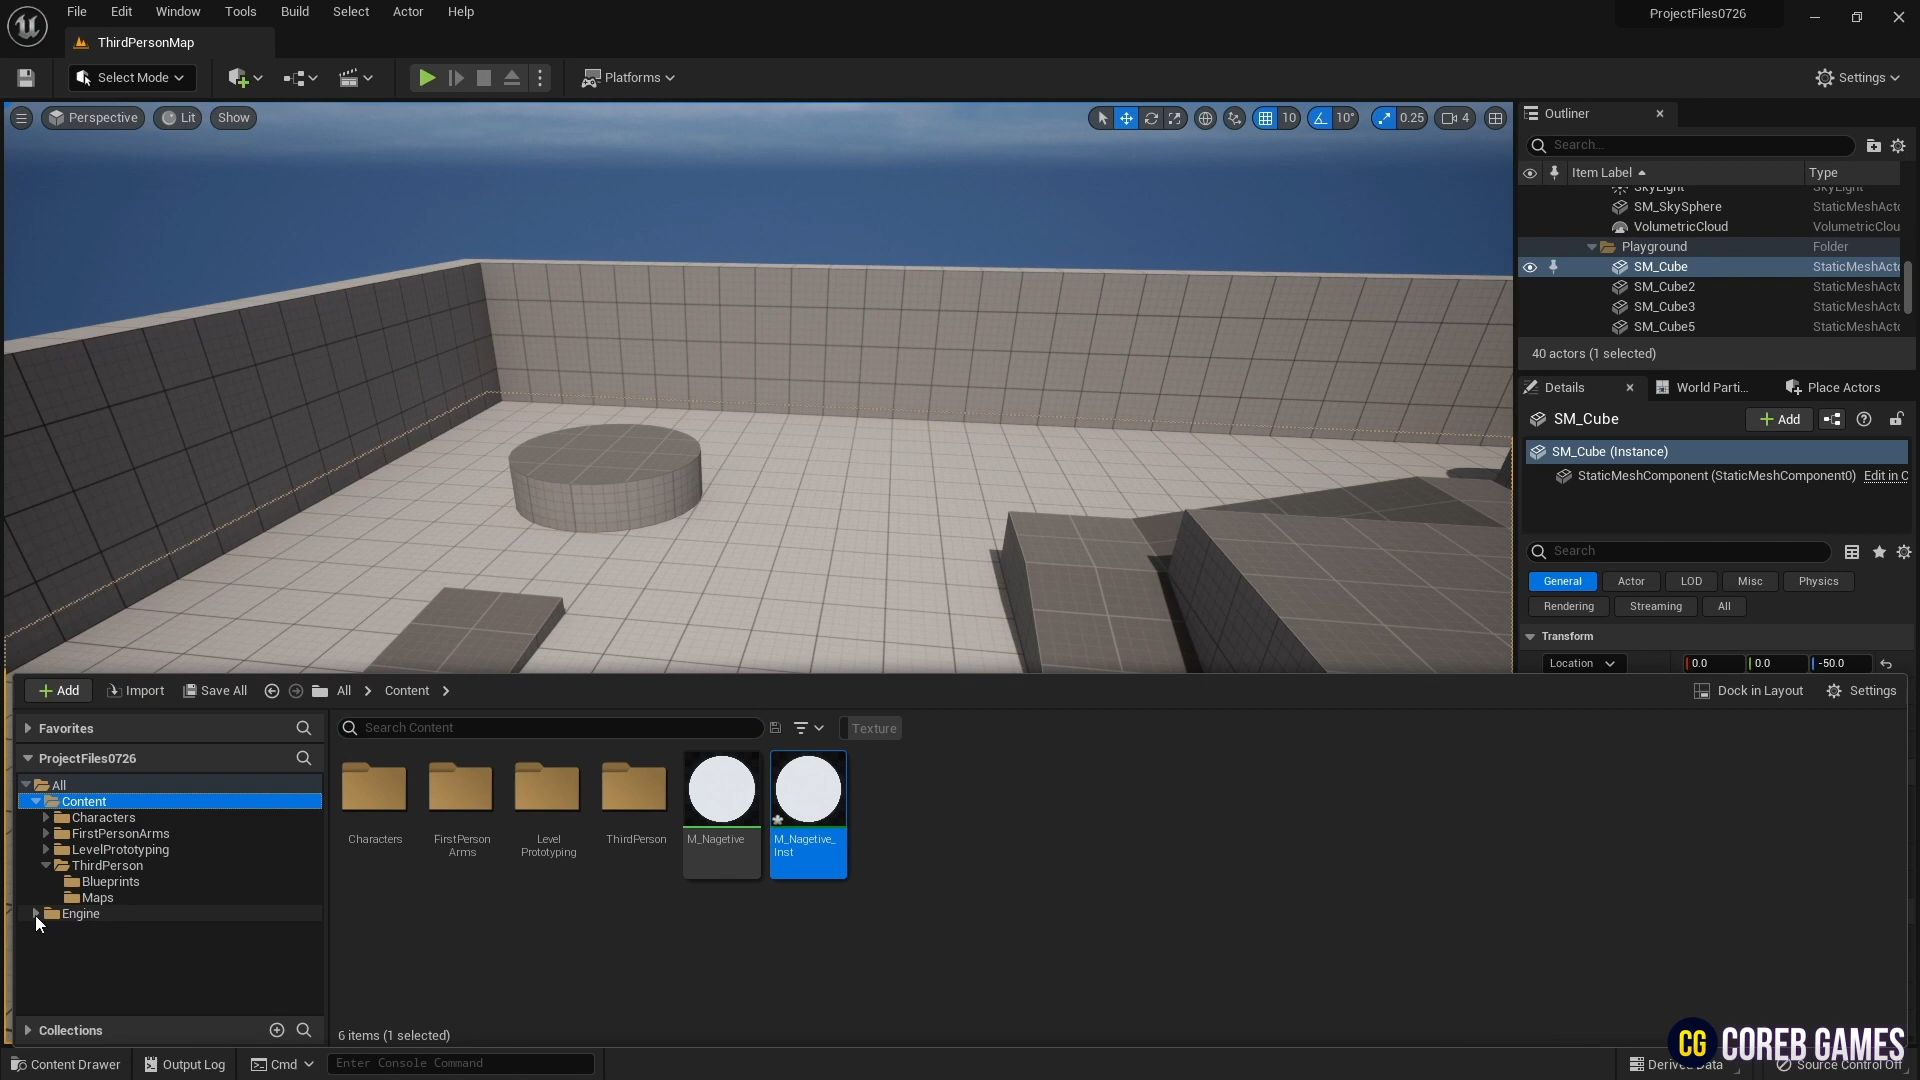 File Edit Window Tools Build Select Actor Help
ProjectFiles0726
ThirdPersonMap
Select Mode
Platforms
Settings
Perspective Lit Show
10 10° 0.25 4
Outliner
Search...
Item Label Type
SkyLight SkyLight
SM_SkySphere StaticMeshActo
VolumetricCloud VolumetricClou
Playground Folder
SM_Cube StaticMeshActo
SM_Cube2 StaticMeshActo
SM_Cube3 StaticMeshActo
SM_Cube5 StaticMeshActo
40 actors (1 selected)
Details World Parti... Place Actors
SM_Cube
Add
SM_Cube (Instance)
StaticMeshComponent (StaticMeshComponent0) Edit in C
Search
General Actor LOD Misc Physics
Rendering Streaming All
Transform
Location 0.0 0.0 -50.0
Add Import Save All All Content
Dock in Layout Settings
Favorites
Search Content
Texture
ProjectFiles0726
All
Content
Characters
FirstPersonArms
LevelPrototyping
ThirdPerson
Blueprints
Maps
Engine
Collections
Characters
FirstPerson
Arms
Level
Prototyping
ThirdPerson
M_Nagetive
M_Nagetive_
Inst
6 items (1 selected)
Content Drawer Output Log Cmd Enter Console Command
Derived Data Source Control Off
CG COREB GAMES